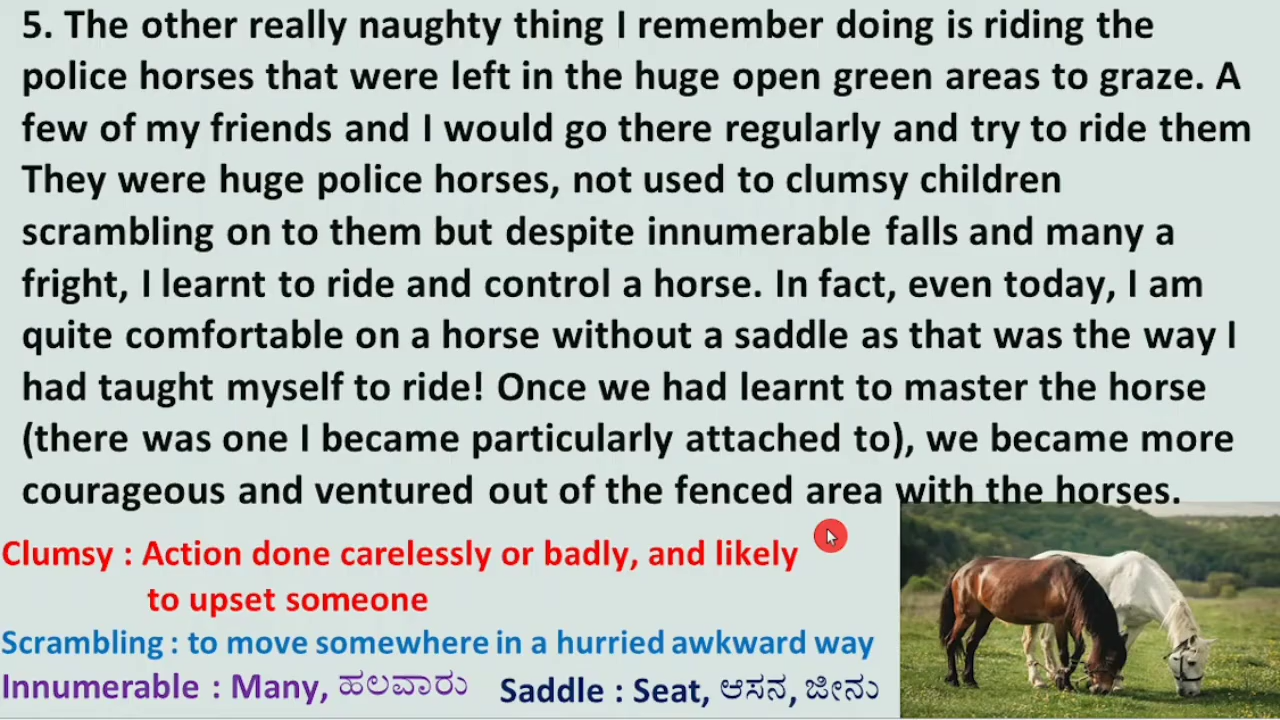 5. The other really naughty thing I remember doing is riding the
police horses that were left in the huge open green areas to graze. A
few of my friends and I would go there regularly and try to ride them
They were huge police horses, not used to clumsy children
scrambling on to them but despite innumerable falls and many a
fright, I learnt to ride and control a horse. In fact, even today, I am
quite comfortable on a horse without a saddle as that was the way I
had taught myself to ride! Once we had learnt to master the horse
(there was one I became particularly attached to), we became more
courageous and ventured out of the fenced area with the horses.
Clumsy : Action done carelessly or badly, and likely
to upset someone
Scrambling : to move somewhere in a hurried awkward way
Innumerable : Many, ಹಲವಾರು
Saddle : Seat, ಆಸನ, ಜೀನು